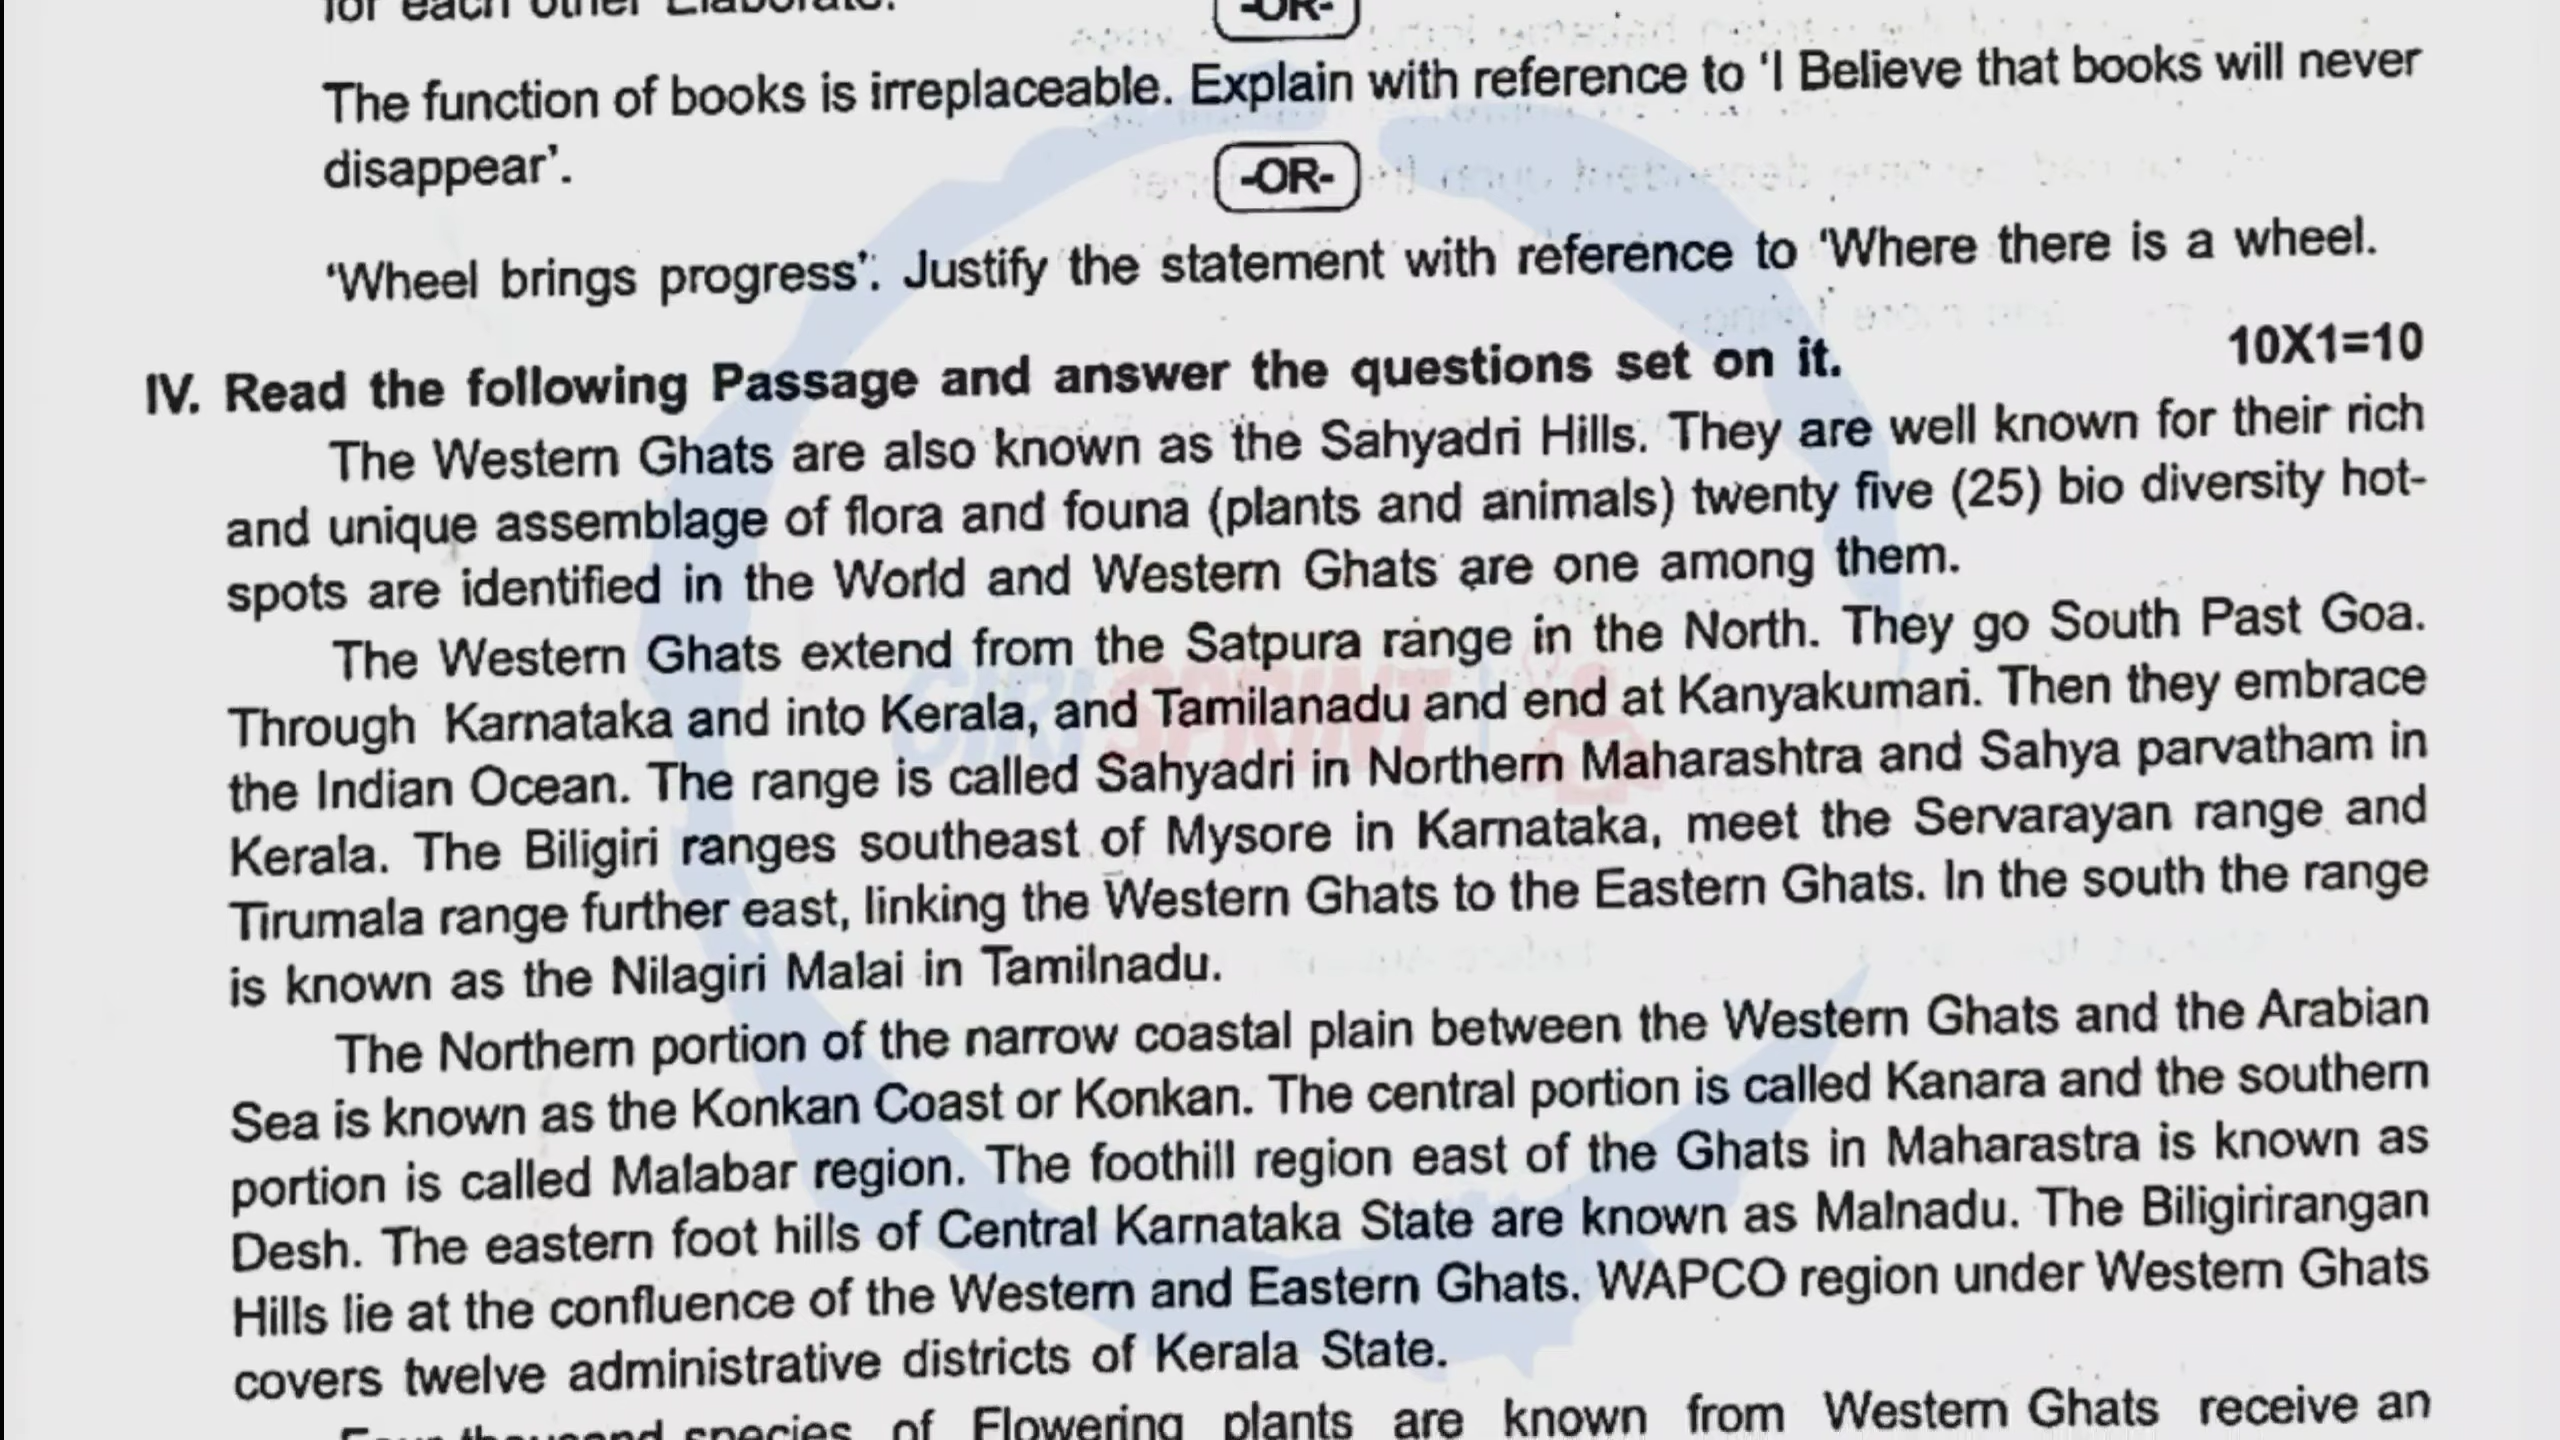 for each other Elaborate.
-OR-
The function of books is irreplaceable. Explain with reference to 'I Believe that books will never
disappear'.
-OR-
'Wheel brings progress'. Justify the statement with reference to 'Where there is a wheel.
IV. Read the following Passage and answer the questions set on it. 10X1=10
The Western Ghats are also known as the Sahyadri Hills. They are well known for their rich
and unique assemblage of flora and founa (plants and animals) twenty five (25) bio diversity hot-
spots are identified in the World and Western Ghats are one among them.
The Western Ghats extend from the Satpura range in the North. They go South Past Goa.
Through Karnataka and into Kerala, and Tamilanadu and end at Kanyakumari. Then they embrace
the Indian Ocean. The range is called Sahyadri in Northern Maharashtra and Sahya parvatham in
Kerala. The Biligiri ranges southeast of Mysore in Karnataka, meet the Servarayan range and
Tirumala range further east, linking the Western Ghats to the Eastern Ghats. In the south the range
is known as the Nilagiri Malai in Tamilnadu.
The Northern portion of the narrow coastal plain between the Western Ghats and the Arabian
Sea is known as the Konkan Coast or Konkan. The central portion is called Kanara and the southern
portion is called Malabar region. The foothill region east of the Ghats in Maharastra is known as
Desh. The eastern foot hills of Central Karnataka State are known as Malnadu. The Biligirirangan
Hills lie at the confluence of the Western and Eastern Ghats. WAPCO region under Western Ghats
covers twelve administrative districts of Kerala State.
Four thousand species of Flowering plants are known from Western Ghats receive an